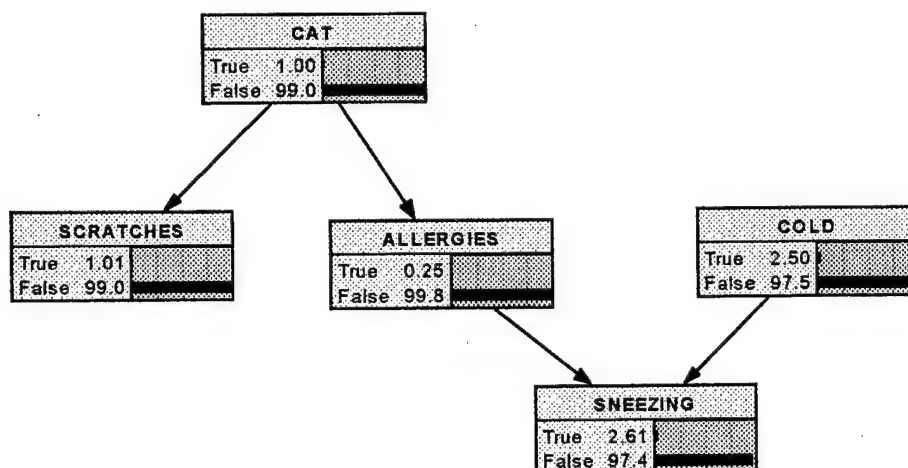 CAT
True 1.00
False 99.0
SCRATCHES
True 1.01
False 99.0
ALLERGIES
True 0.25
False 99.8
COLD
True 2.50
False 97.5
SNEEZING
True 2.61
False 97.4